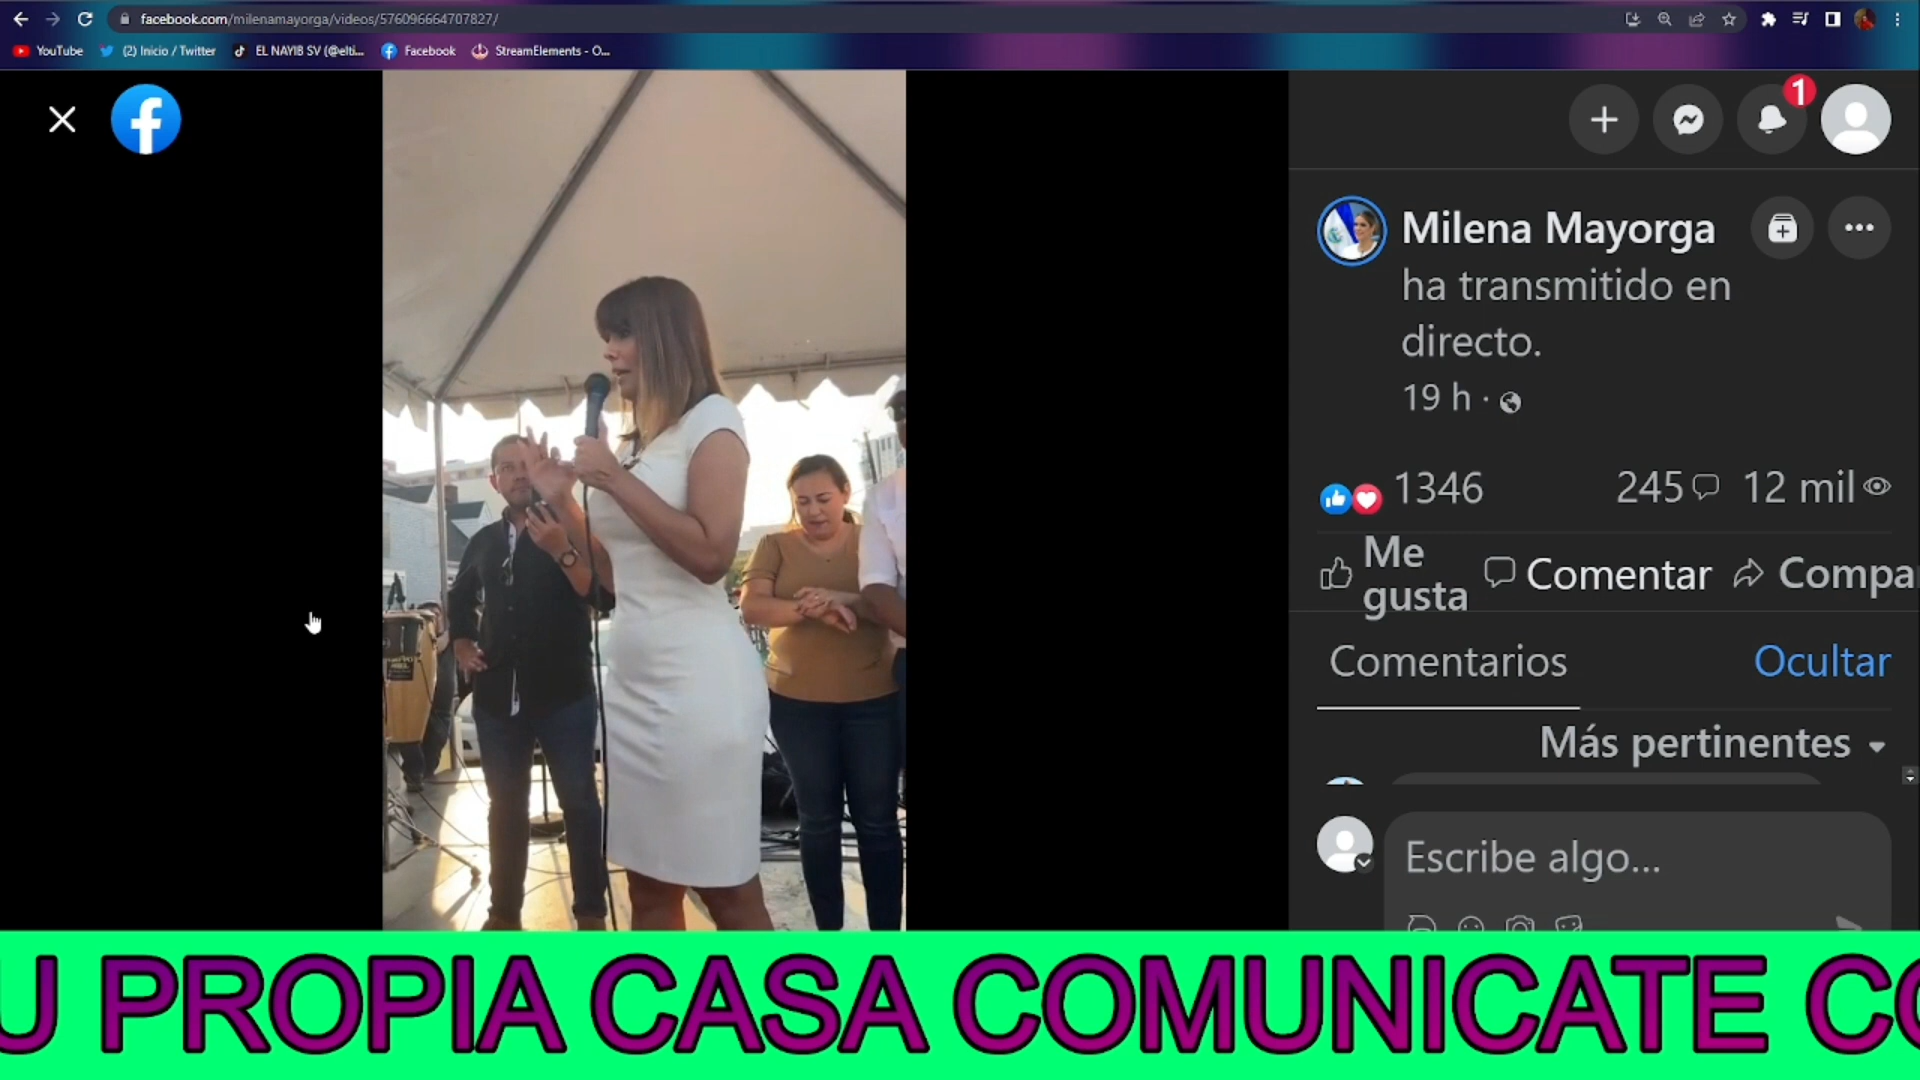 facebook.com/milenamayorga/videos/576096664707827/
YouTube
(2) Inicio / Twitter
EL NAYIB SV (@elti...
Facebook
StreamElements - O...
1
Milena Mayorga
ha transmitido en
directo.
19 h ·
1346
245
12 mil
Me
gusta
Comentar
Compa
Comentarios
Ocultar
Más pertinentes
Escribe algo...
U PROPIA CASA COMUNICATE CO